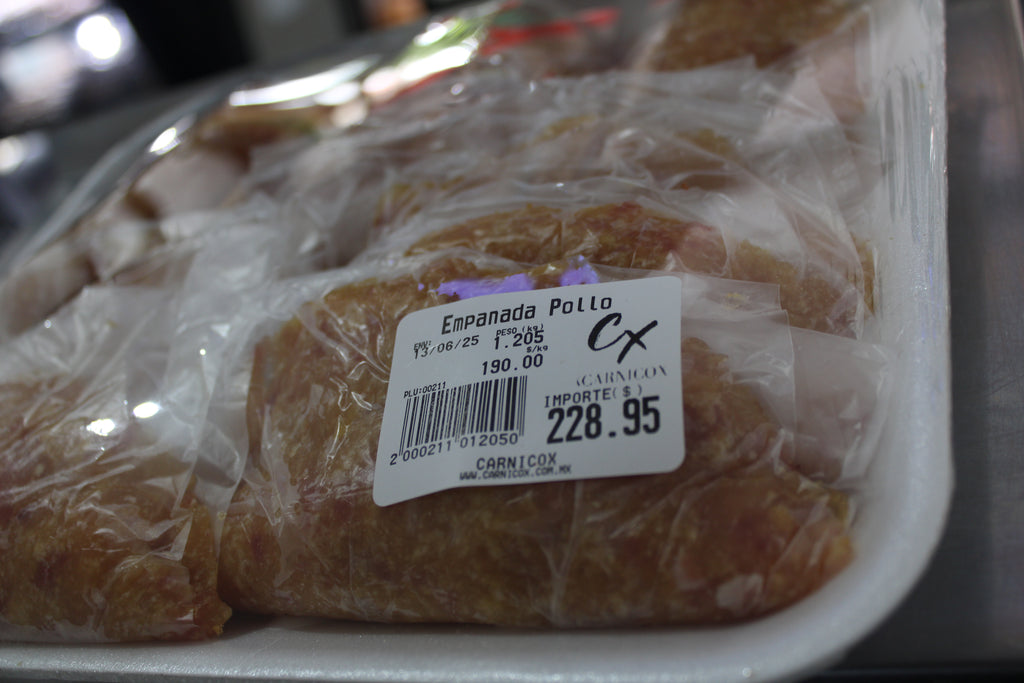 Empanada Pollo
ENV: PESO (kg)
13/06/25 1.205
$/kg
190.00
CX
CARNICOX
PLU:00211
IMPORTE($)
228.95
2 000211 012050
CARNICOX
WWW.CARNICOX.COM.MX